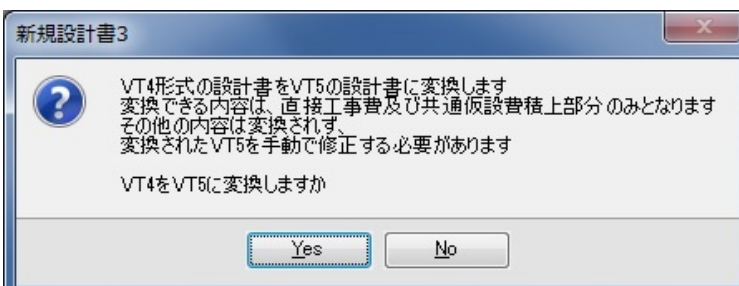 新規設計書3
VT4形式の設計書をVT5の設計書に変換します
変換できる内容は、直接工事費及び共通仮設費積上部分のみとなります
その他の内容は変換されず、
変換されたVT5を手動で修正する必要があります
VT4をVT5に変換しますか
Yes No